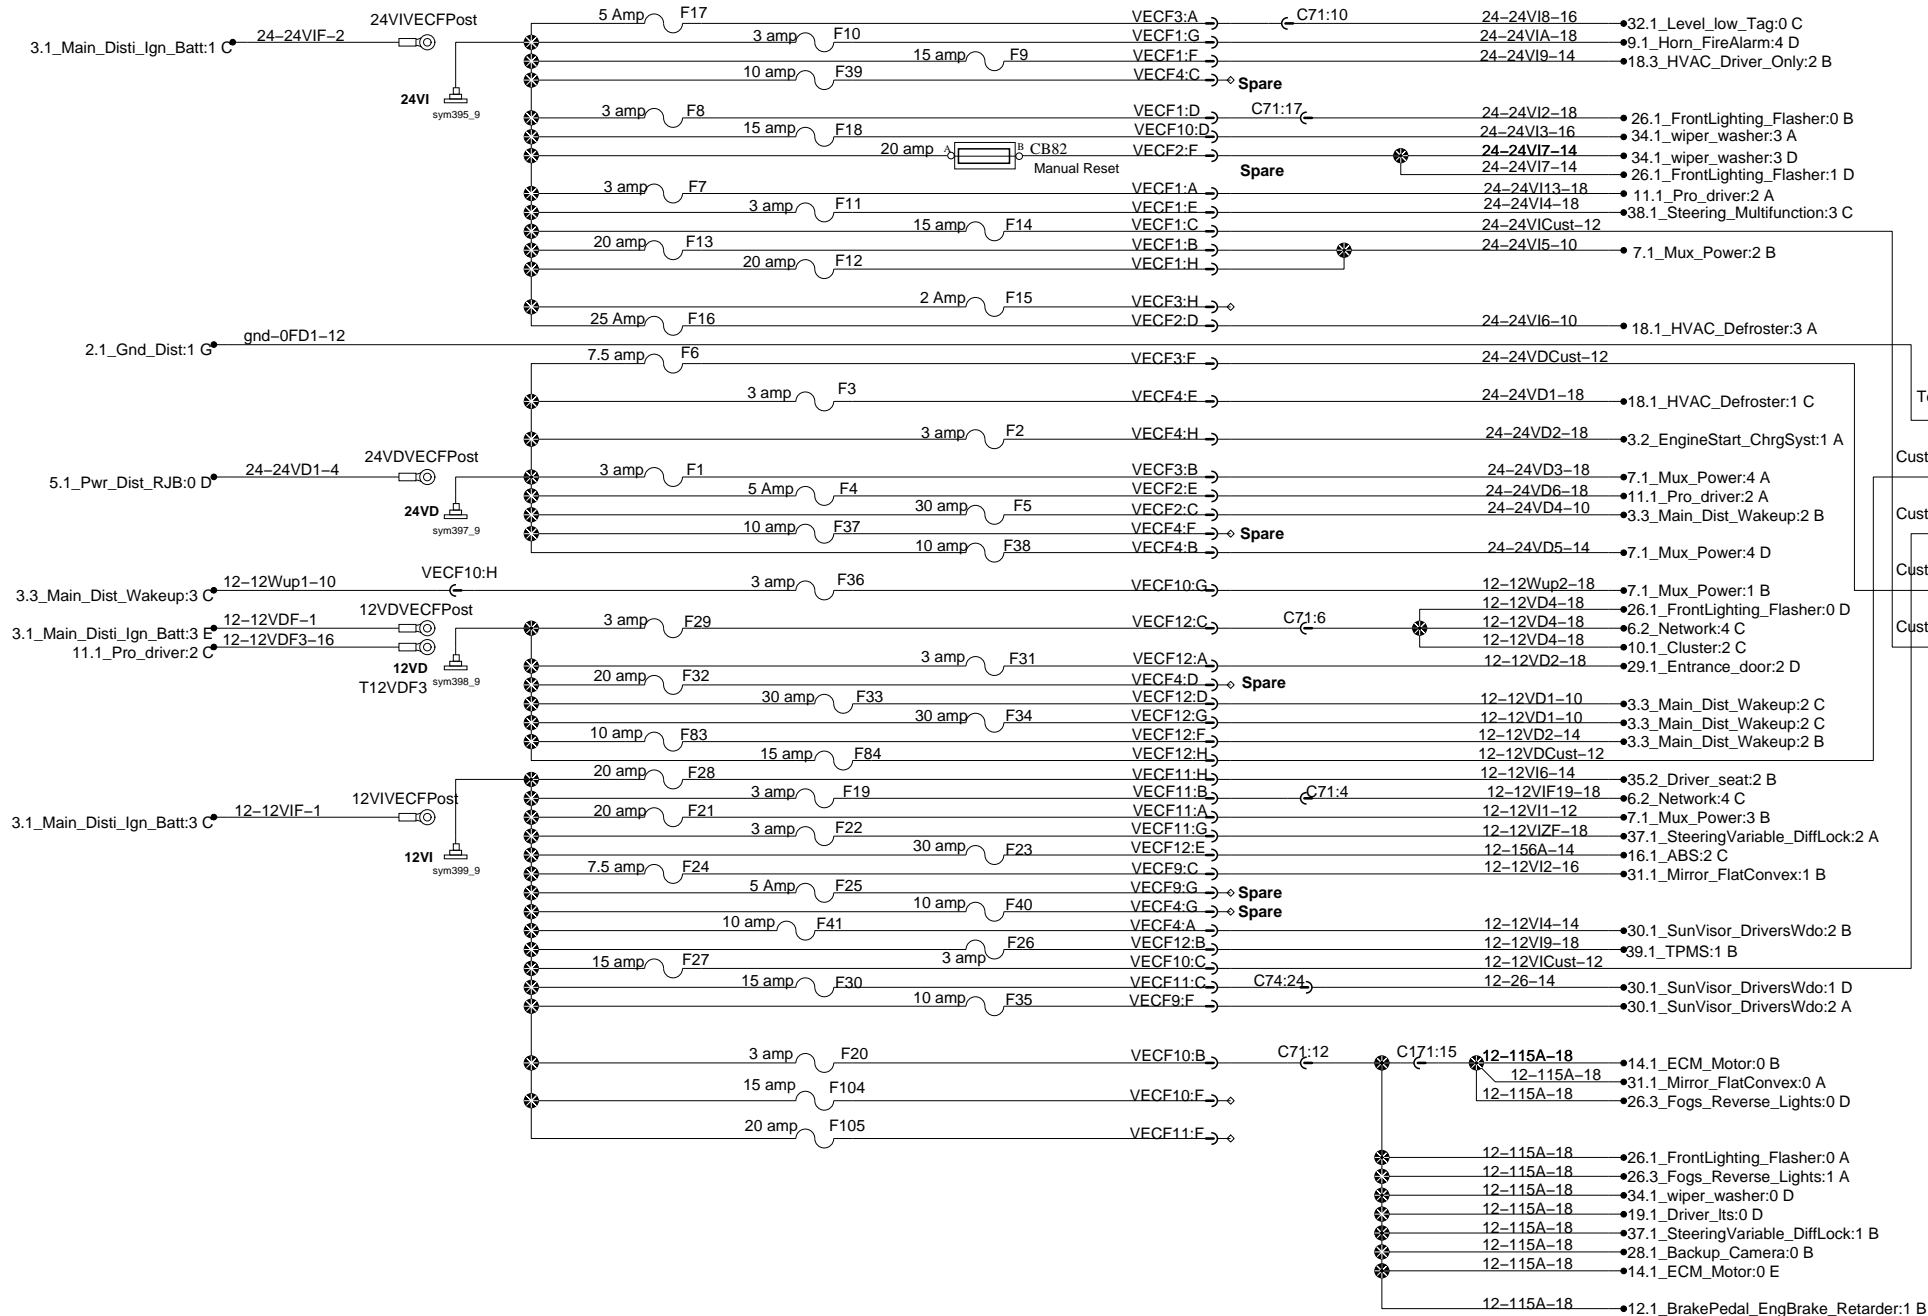 5 Amp F17 VECF3:A C71:10 24-24VI8-16 32.1_Level_low_Tag:0 C
24VIVECFPost
3.1_Main_Disti_Ign_Batt:1 C 24-24VIF-2 3 amp F10 VECF1:G 24-24VIA-18 9.1_Horn_FireAlarm:4 D
15 amp F9 VECF1:F 24-24VI9-14 18.3_HVAC_Driver_Only:2 B
10 amp F39 VECF4:C Spare
24VI
sym395_9
3 amp F8 VECF1:D C71:17 24-24VI2-18 26.1_FrontLighting_Flasher:0 B
15 amp F18 VECF10:D 24-24VI3-16 34.1_wiper_washer:3 A
20 amp A B CB82 VECF2:F 24-24VI7-14 34.1_wiper_washer:3 D
Manual Reset Spare 24-24VI7-14 26.1_FrontLighting_Flasher:1 D
3 amp F7 VECF1:A 24-24VI13-18 11.1_Pro_driver:2 A
3 amp F11 VECF1:E 24-24VI4-18 38.1_Steering_Multifunction:3 C
15 amp F14 VECF1:C 24-24VICust-12
20 amp F13 VECF1:B 24-24VI5-10 7.1_Mux_Power:2 B
20 amp F12 VECF1:H
2 Amp F15 VECF3:H
25 Amp F16 VECF2:D 24-24VI6-10 18.1_HVAC_Defroster:3 A
2.1_Gnd_Dist:1 G gnd-0FD1-12
7.5 amp F6 VECF3:F 24-24VDCust-12
3 amp F3 VECF4:E 24-24VD1-18 18.1_HVAC_Defroster:1 C
3 amp F2 VECF4:H 24-24VD2-18 3.2_EngineStart_ChrgSyst:1 A
24VDVECFPost
Cust
5.1_Pwr_Dist_RJB:0 D 24-24VD1-4 3 amp F1 VECF3:B 24-24VD3-18 7.1_Mux_Power:4 A
5 Amp F4 VECF2:E 24-24VD6-18 11.1_Pro_driver:2 A
24VD 30 amp F5 VECF2:C 24-24VD4-10 3.3_Main_Dist_Wakeup:2 B Cust
sym397_9
10 amp F37 VECF4:F Spare
10 amp F38 VECF4:B 24-24VD5-14 7.1_Mux_Power:4 D
Cust
3.3_Main_Dist_Wakeup:3 C 12-12Wup1-10 VECF10:H 3 amp F36 VECF10:G 12-12Wup2-18 7.1_Mux_Power:1 B
12VDVECFPost 12-12VD4-18 26.1_FrontLighting_Flasher:0 D
3.1_Main_Disti_Ign_Batt:3 E 12-12VDF-1 3 amp F29 VECF12:C C71:6 12-12VD4-18 6.2_Network:4 C Cust
11.1_Pro_driver:2 C 12-12VDF3-16 12-12VD4-18 10.1_Cluster:2 C
12VD 3 amp F31 VECF12:A 12-12VD2-18 29.1_Entrance_door:2 D
T12VDF3 sym398_9 20 amp F32 VECF4:D Spare
30 amp F33 VECF12:D 12-12VD1-10 3.3_Main_Dist_Wakeup:2 C
30 amp F34 VECF12:G 12-12VD1-10 3.3_Main_Dist_Wakeup:2 C
10 amp F83 VECF12:F 12-12VD2-14 3.3_Main_Dist_Wakeup:2 B
15 amp F84 VECF12:H 12-12VDCust-12
20 amp F28 VECF11:H 12-12VI6-14 35.2_Driver_seat:2 B
12VIVECFPost 3 amp F19 VECF11:B C71:4 12-12VIF19-18 6.2_Network:4 C
3.1_Main_Disti_Ign_Batt:3 C 12-12VIF-1 20 amp F21 VECF11:A 12-12VI1-12 7.1_Mux_Power:3 B
3 amp F22 VECF11:G 12-12VIZF-18 37.1_SteeringVariable_DiffLock:2 A
12VI 30 amp F23 VECF12:E 12-156A-14 16.1_ABS:2 C
sym399_9 7.5 amp F24 VECF9:C 12-12VI2-16 31.1_Mirror_FlatConvex:1 B
5 Amp F25 VECF9:G Spare
10 amp F40 VECF4:G Spare
10 amp F41 VECF4:A 12-12VI4-14 30.1_SunVisor_DriversWdo:2 B
3 amp F26 VECF12:B 12-12VI9-18 39.1_TPMS:1 B
15 amp F27 VECF10:C 12-12VICust-12
15 amp F30 VECF11:C C74:24 12-26-14 30.1_SunVisor_DriversWdo:1 D
10 amp F35 VECF9:F 30.1_SunVisor_DriversWdo:2 A
3 amp F20 VECF10:B C71:12 C171:15 12-115A-18 14.1_ECM_Motor:0 B
12-115A-18 31.1_Mirror_FlatConvex:0 A
15 amp F104 VECF10:F 12-115A-18 26.3_Fogs_Reverse_Lights:0 D
20 amp F105 VECF11:F
12-115A-18 26.1_FrontLighting_Flasher:0 A
12-115A-18 26.3_Fogs_Reverse_Lights:1 A
12-115A-18 34.1_wiper_washer:0 D
12-115A-18 19.1_Driver_lts:0 D
12-115A-18 37.1_SteeringVariable_DiffLock:1 B
12-115A-18 28.1_Backup_Camera:0 B
12-115A-18 14.1_ECM_Motor:0 E
12-115A-18 12.1_BrakePedal_EngBrake_Retarder:1 B